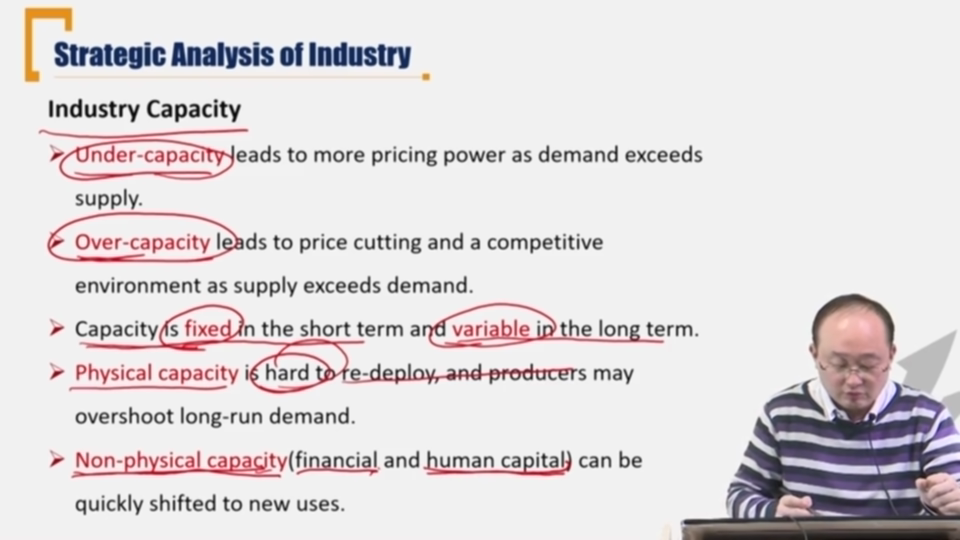 Strategic Analysis of Industry
Industry Capacity
➢ Under-capacity leads to more pricing power as demand exceeds
supply.
➢ Over-capacity leads to price cutting and a competitive
environment as supply exceeds demand.
➢ Capacity is fixed in the short term and variable in the long term.
➢ Physical capacity is hard to re-deploy, and producers may
overshoot long-run demand.
➢ Non-physical capacity(financial and human capital) can be
quickly shifted to new uses.